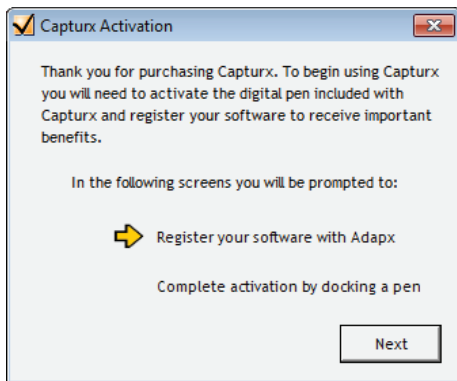 Capturx Activation
Thank you for purchasing Capturx. To begin using Capturx
you will need to activate the digital pen included with
Capturx and register your software to receive important
benefits.
In the following screens you will be prompted to:
Register your software with Adapx
Complete activation by docking a pen
Next